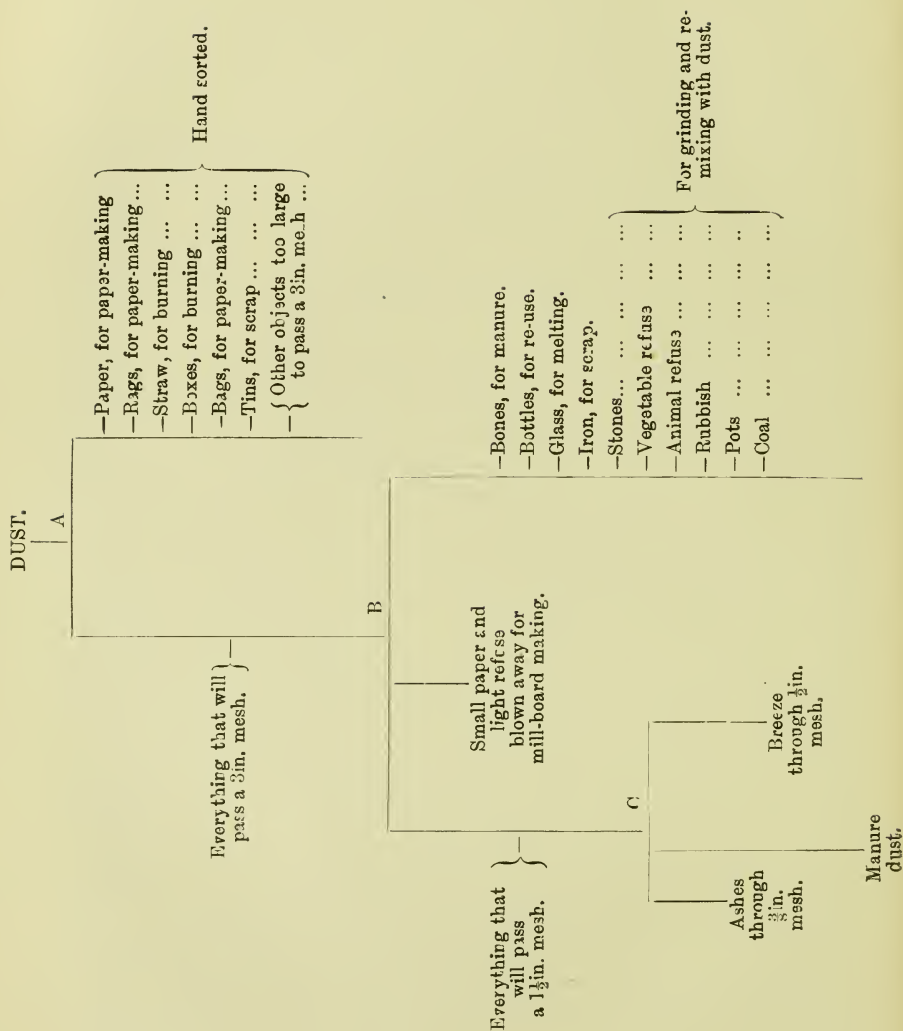 DUST.
A
—Paper, for paper-making
—Rags, for paper-making ...
—Straw, for burning ... ...
—Boxes, for burning ... ...
—Bags, for paper-making ...
—Tins, for scrap ... ... ...
—{ Other objects too large
to pass a 3in. mesh ...
Hand sorted.
Everything that will
pass a 3in. mesh.
B
Small paper and
light refuse
blown away for
mill-board making.
—Bones, for manure.
—Bottles, for re-use.
—Glass, for melting.
—Iron, for scrap.
—Stones... ... ... ... ...
—Vegetable refuse ... ...
—Animal refuse ... ... ...
—Rubbish ... ... ... ...
—Pots ... ... ... ... ..
—Coal ... ... ... ... ...
For grinding and re-
mixing with dust.
Everything that
will pass
a 1½in. mesh.
C
Ashes
through
⅜in.
mesh.
Manure
dust.
Breeze
through ½in.
mesh.